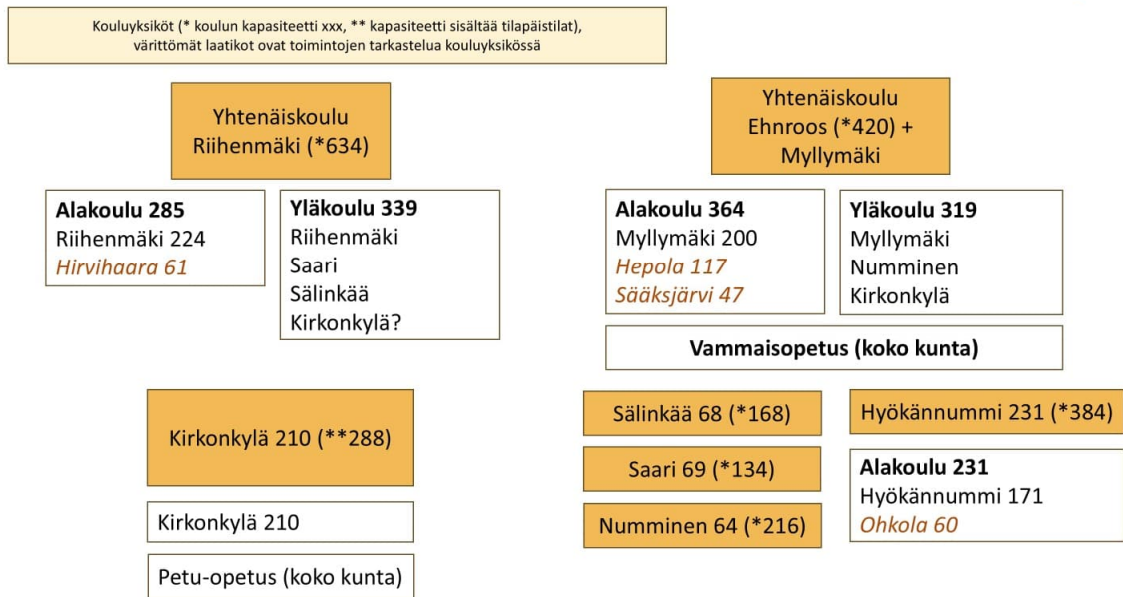 Kouluyksiköt (* koulun kapasiteetti xxx, ** kapasiteetti sisältää tilapäistilat),
värittömät laatikot ovat toimintojen tarkastelua kouluyksikössä
Yhtenäiskoulu
Riihenmäki (*634)
Alakoulu 285
Riihenmäki 224
Hirvihaara 61
Yläkoulu 339
Riihenmäki
Saari
Sälinkää
Kirkonkylä?
Yhtenäiskoulu
Ehnroos (*420) +
Myllymäki
Alakoulu 364
Myllymäki 200
Hepola 117
Sääksjärvi 47
Yläkoulu 319
Myllymäki
Numminen
Kirkonkylä
Vammaisopetus (koko kunta)
Kirkonkylä 210 (**288)
Kirkonkylä 210
Petu-opetus (koko kunta)
Sälinkää 68 (*168)
Saari 69 (*134)
Numminen 64 (*216)
Hyökännummi 231 (*384)
Alakoulu 231
Hyökännummi 171
Ohkola 60